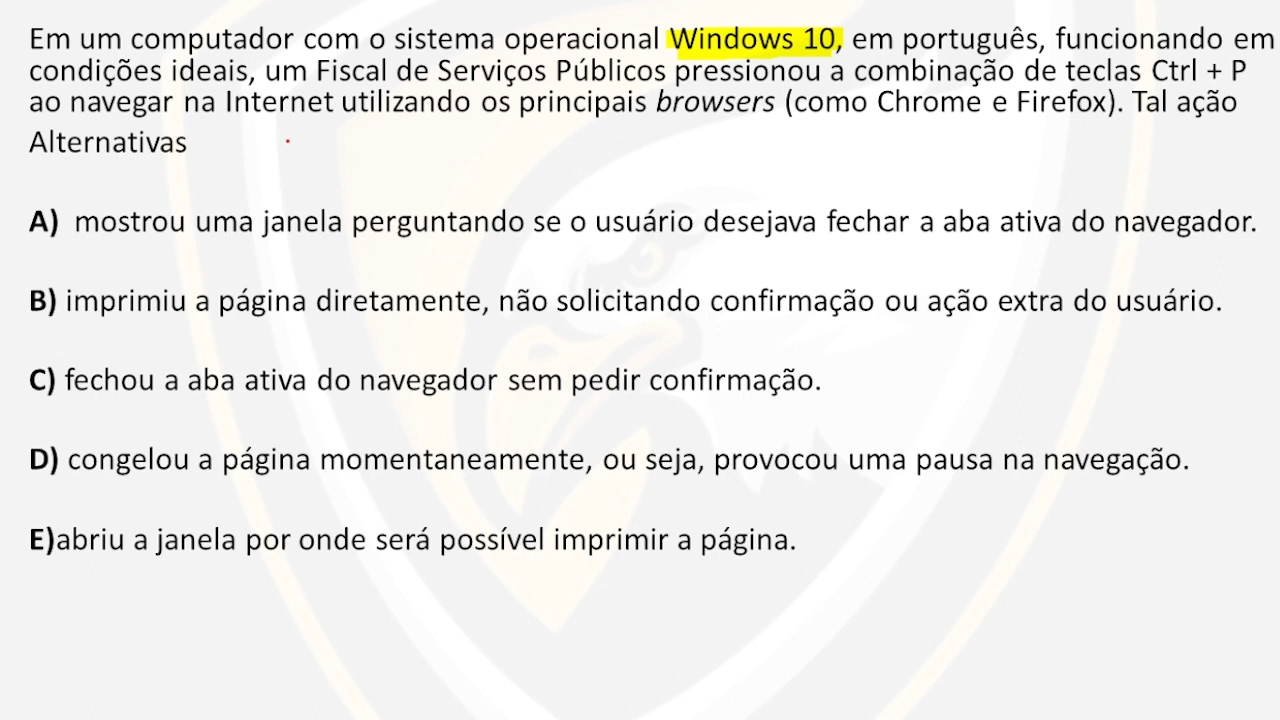 Em um computador com o sistema operacional Windows 10, em português, funcionando em
condições ideais, um Fiscal de Serviços Públicos pressionou a combinação de teclas Ctrl + P
ao navegar na Internet utilizando os principais browsers (como Chrome e Firefox). Tal ação
Alternativas
A) mostrou uma janela perguntando se o usuário desejava fechar a aba ativa do navegador.
B) imprimiu a página diretamente, não solicitando confirmação ou ação extra do usuário.
C) fechou a aba ativa do navegador sem pedir confirmação.
D) congelou a página momentaneamente, ou seja, provocou uma pausa na navegação.
E)abriu a janela por onde será possível imprimir a página.